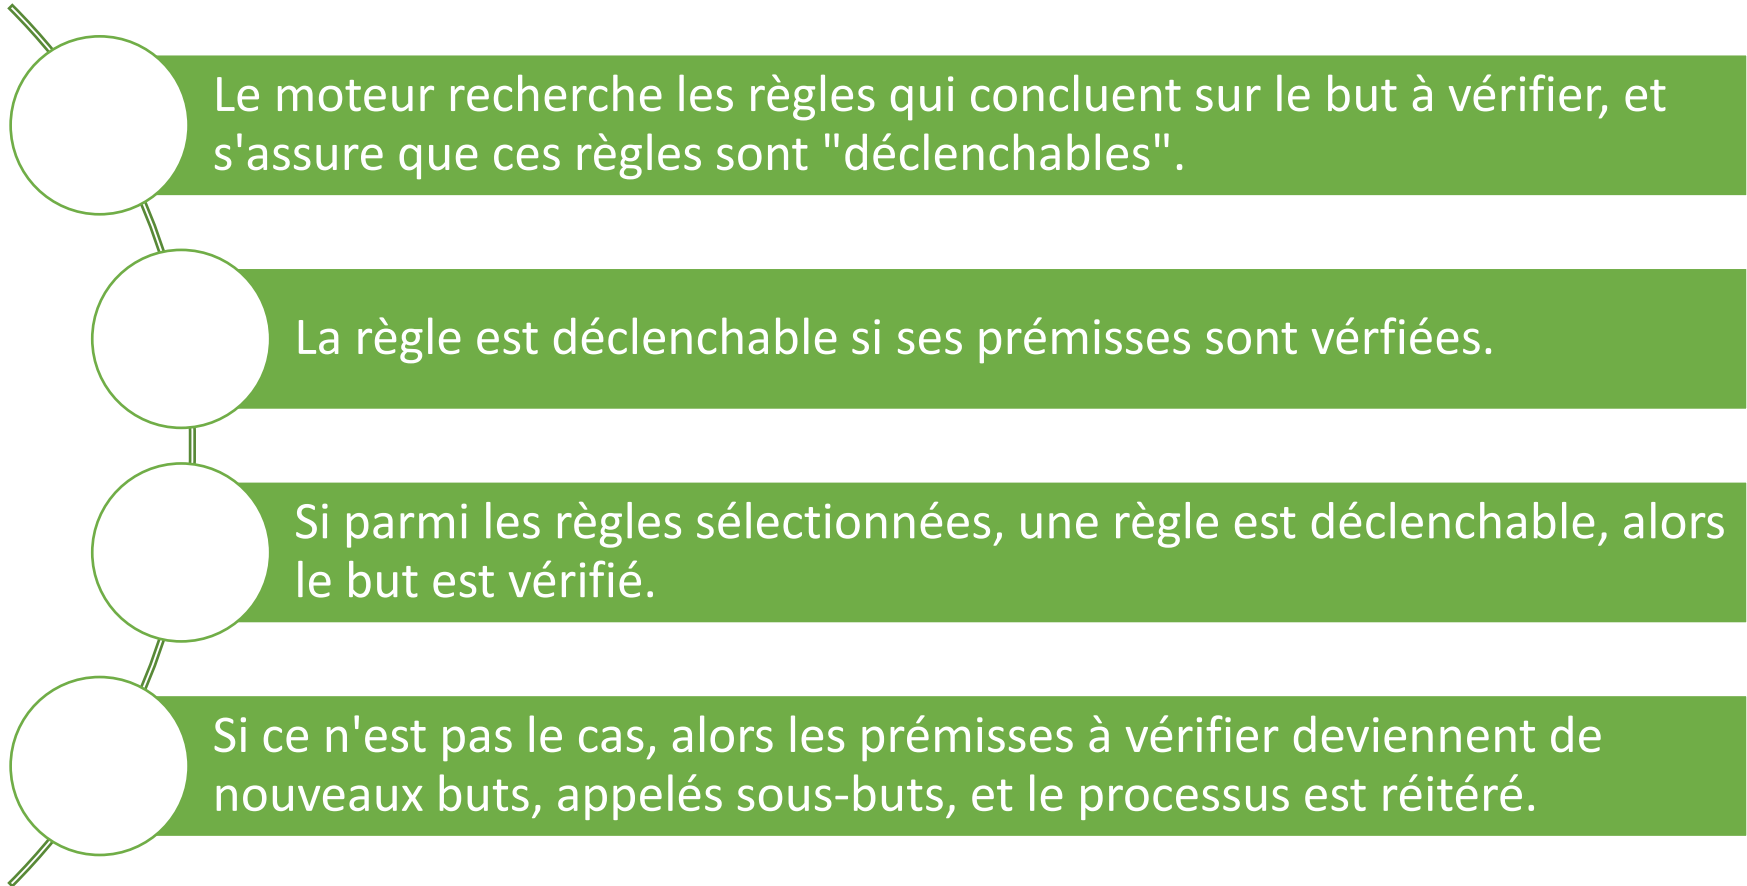 Le moteur recherche les règles qui concluent sur le but à vérifier, et
s'assure que ces règles sont "déclenchables".
La règle est déclenchable si ses prémisses sont vérfiées.
Si parmi les règles sélectionnées, une règle est déclenchable, alors
le but est vérifié.
Si ce n'est pas le cas, alors les prémisses à vérifier deviennent de
nouveaux buts, appelés sous-buts, et le processus est réitéré.